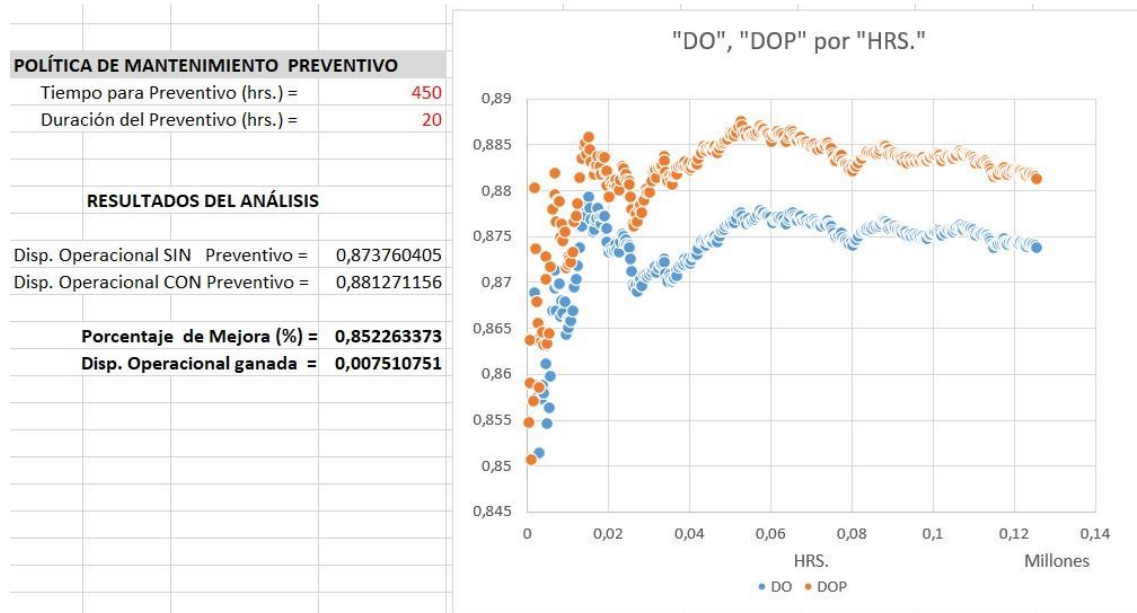 POLÍTICA DE MANTENIMIENTO PREVENTIVO
Tiempo para Preventivo (hrs.) = 450
Duración del Preventivo (hrs.) = 20
RESULTADOS DEL ANÁLISIS
Disp. Operacional SIN Preventivo = 0,873760405
Disp. Operacional CON Preventivo = 0,881271156
Porcentaje de Mejora (%) = 0,852263373
Disp. Operacional ganada = 0,007510751
"DO", "DOP" por "HRS."
0,89
0,885
0,88
0,875
0,87
0,865
0,86
0,855
0,85
0,845
0 0,02 0,04 0,06 0,08 0,1 0,12 0,14
HRS. Millones
DO DOP